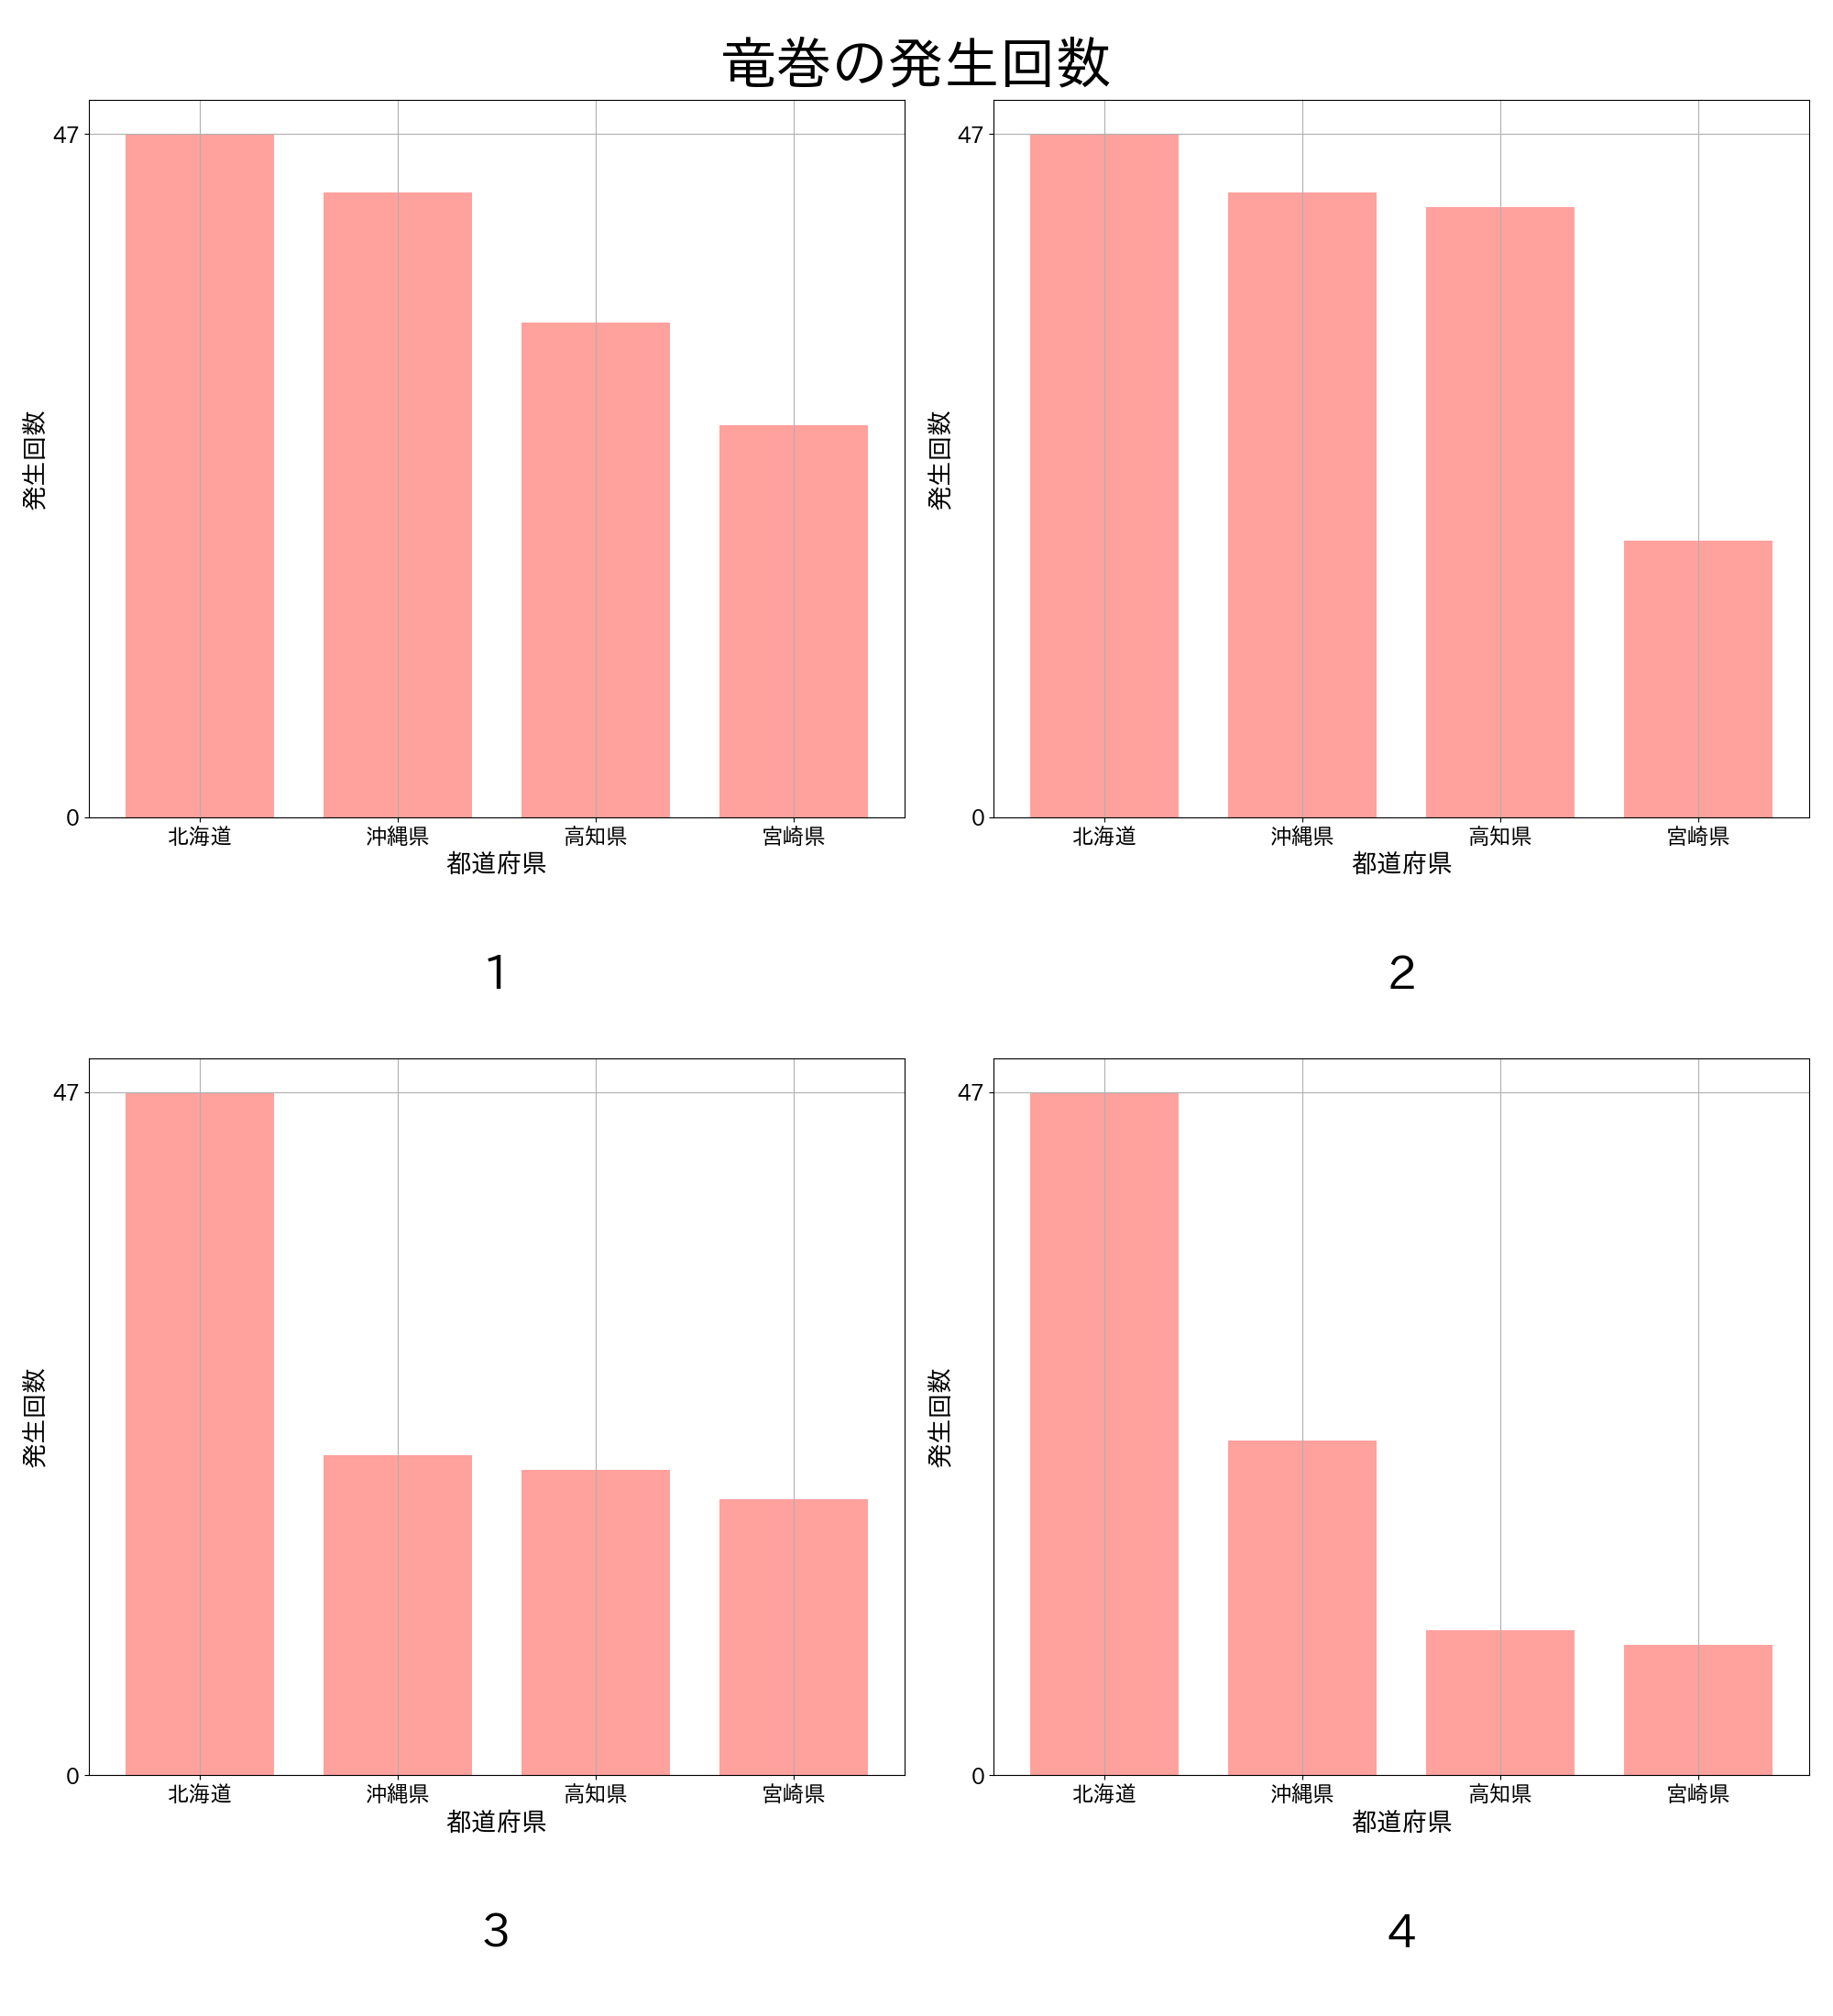 竜巻の発生回数
47
0
発生回数
北海道 沖縄県 高知県 宮崎県
都道府県
1
47
0
発生回数
北海道 沖縄県 高知県 宮崎県
都道府県
2
47
0
発生回数
北海道 沖縄県 高知県 宮崎県
都道府県
3
47
0
発生回数
北海道 沖縄県 高知県 宮崎県
都道府県
4